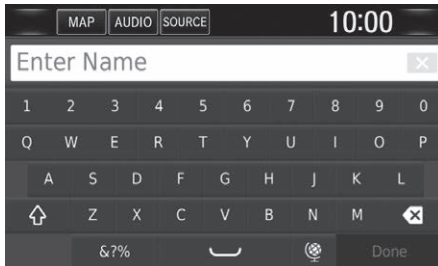 MAP AUDIO SOURCE 10:00
Enter Name
1 2 3 4 5 6 7 8 9 0
Q W E R T Y U I O P
A S D F G H J K L
Z X C V B N M
&?% Done